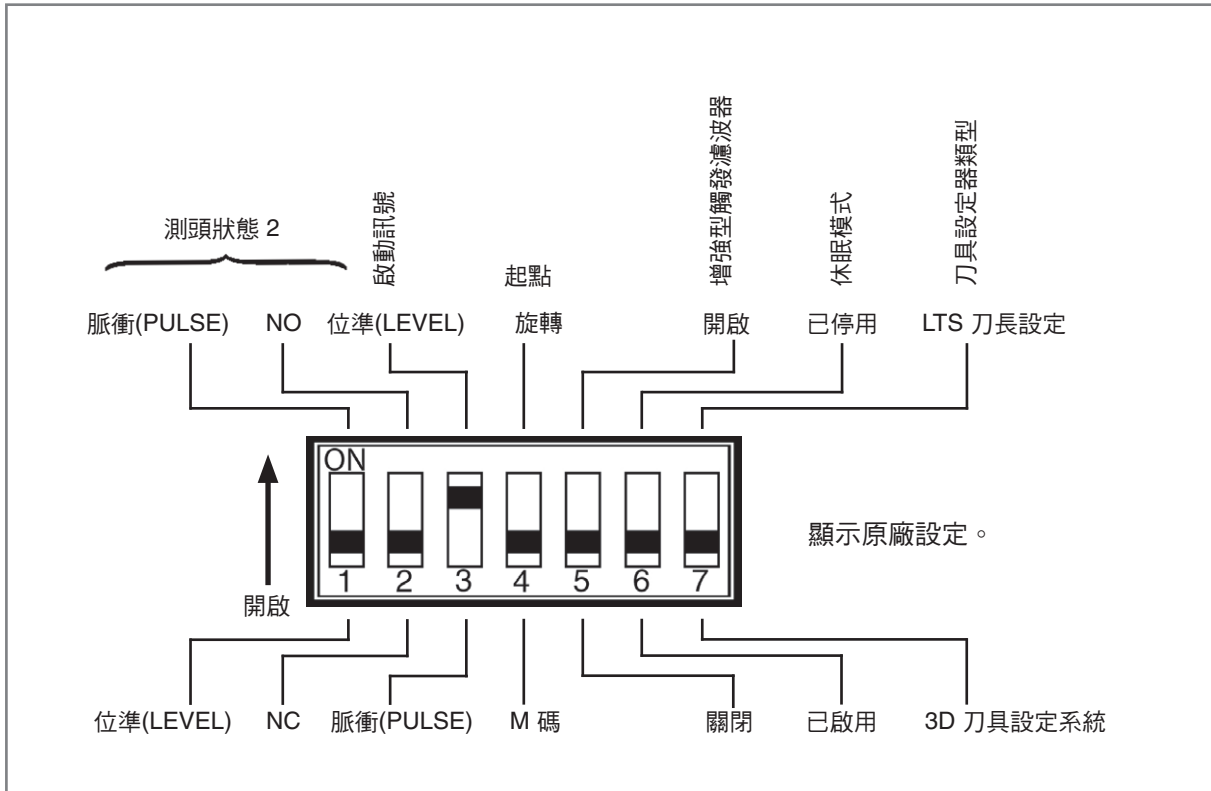 測頭狀態 2
啟動訊號
起點
增強型觸發濾波器
休眠模式
刀具設定器類型
脈衝(PULSE) NO 位準(LEVEL) 旋轉 開啟 已停用 LTS 刀長設定
ON
1 2 3 4 5 6 7
開啟
顯示原廠設定。
位準(LEVEL) NC 脈衝(PULSE) M 碼 關閉 已啟用 3D 刀具設定系統